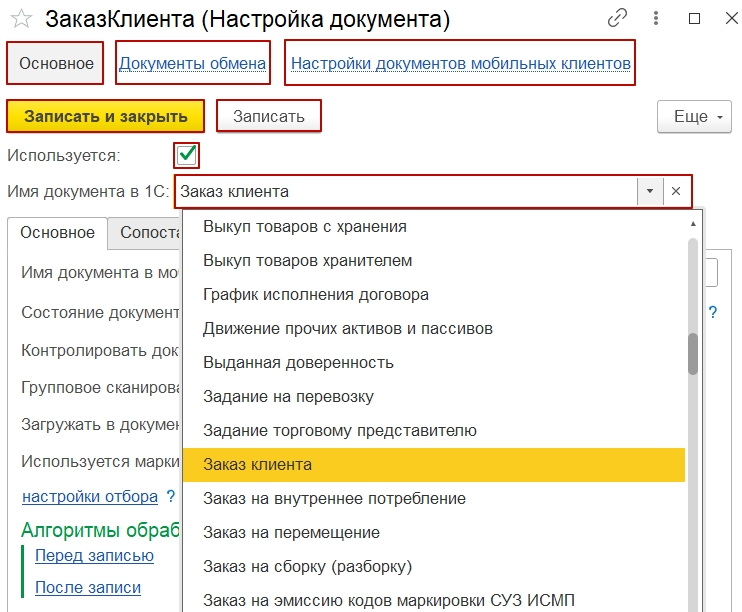 ЗаказКлиента (Настройка документа)
Основное Документы обмена Настройки документов мобильных клиентов
Записать и закрыть Записать Еще
Используется:
Имя документа в 1С: Заказ клиента
Выкуп товаров с хранения
Основное Сопоста
Выкуп товаров хранителем
Имя документа в мо
График исполнения договора
Состояние документ ?
Движение прочих активов и пассивов
Контролировать док
Выданная доверенность
Групповое сканирова
Задание на перевозку
Загружать в докумен
Задание торговому представителю
Используется марки
Заказ клиента
настройки отбора ?
Заказ на внутреннее потребление
Алгоритмы обраб
Заказ на перемещение
Перед записью
Заказ на сборку (разборку)
После записи
Заказ на эмиссию кодов маркировки СУЗ ИСМП